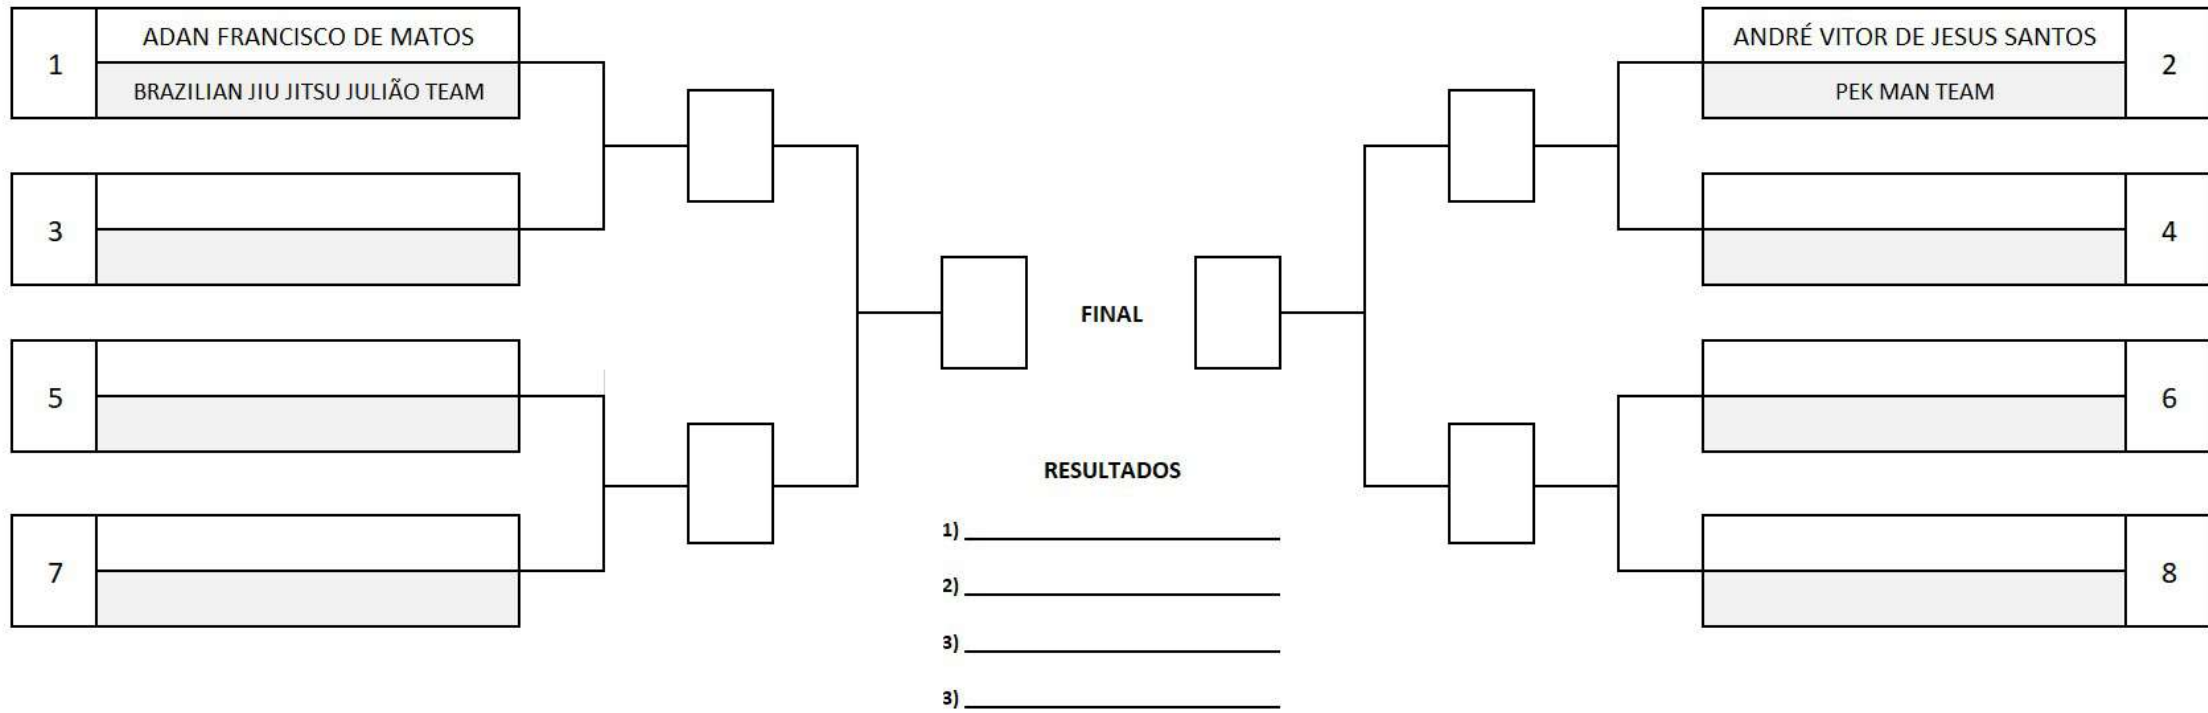 1
ADAN FRANCISCO DE MATOS
BRAZILIAN JIU JITSU JULIÃO TEAM
ANDRÉ VITOR DE JESUS SANTOS
PEK MAN TEAM
2
3
4
FINAL
5
6
RESULTADOS
7
8
1)
2)
3)
3)